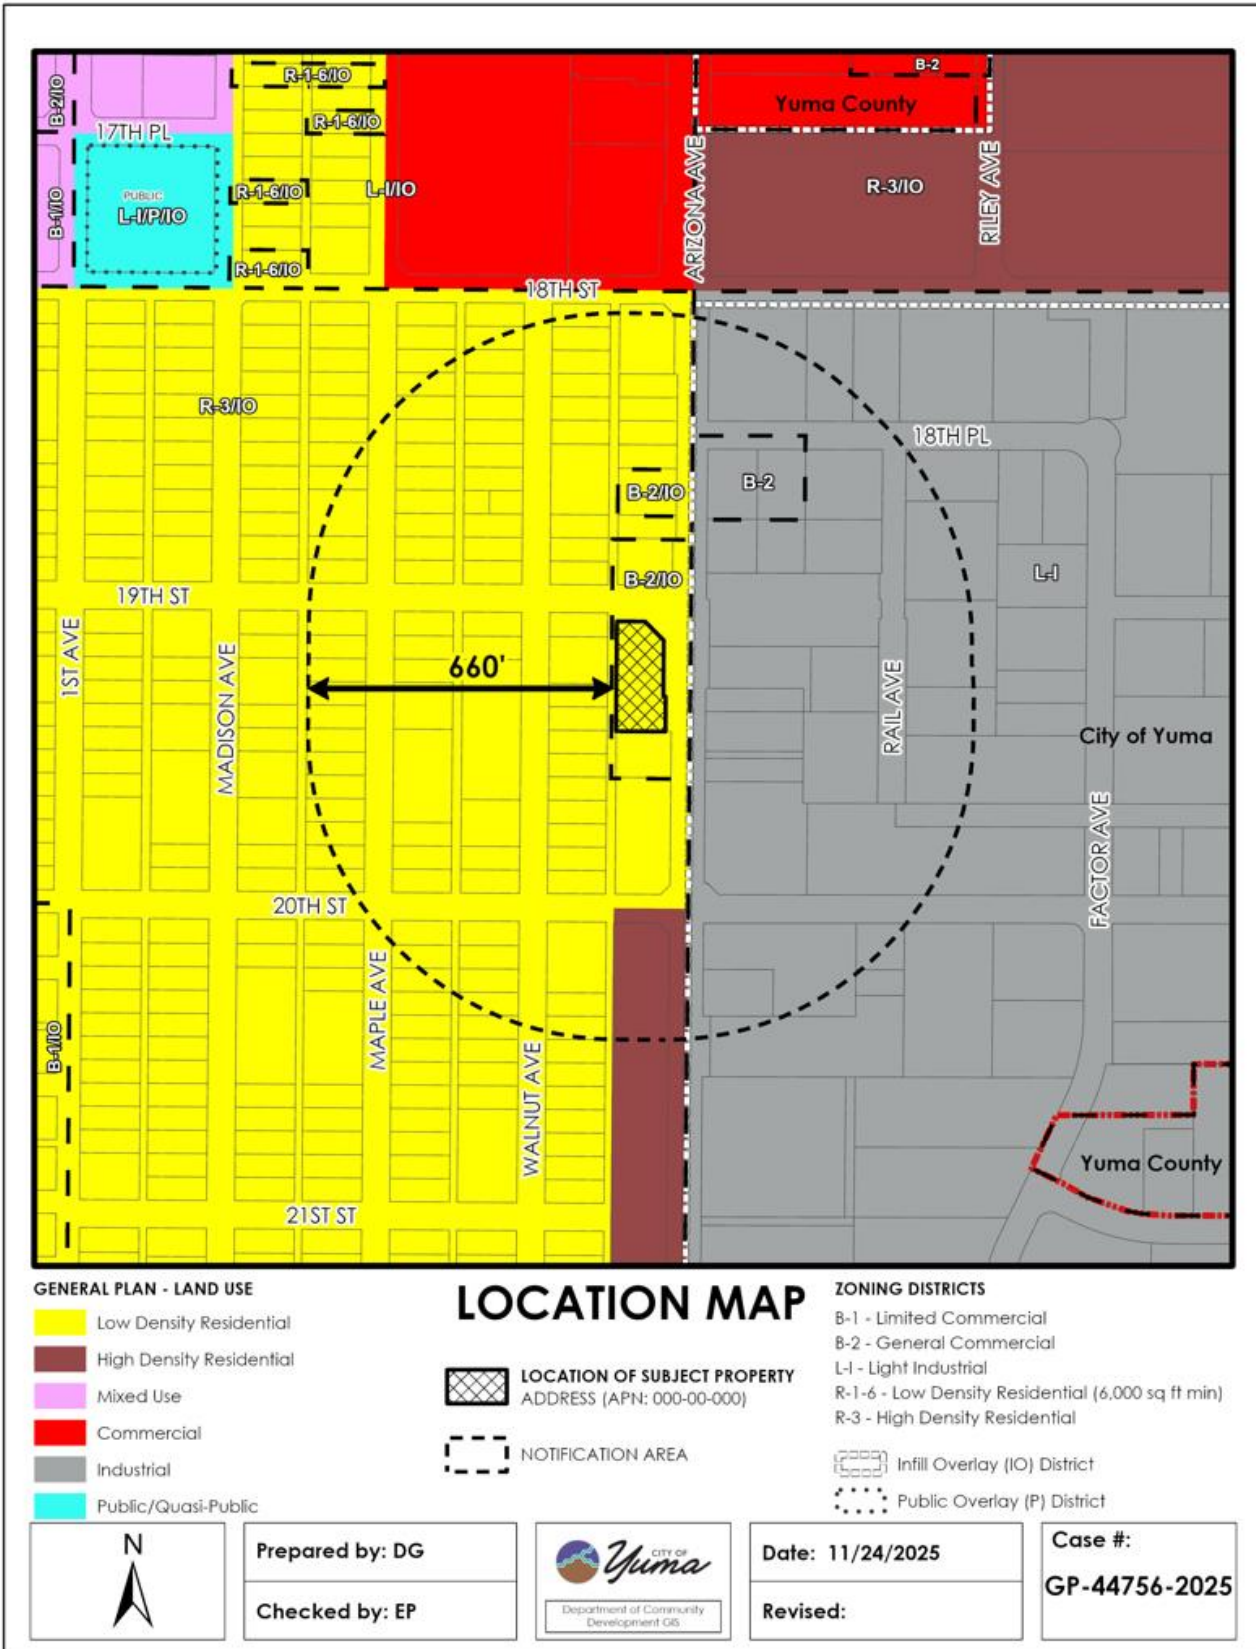 B-2/IO
R-1-6/IO
B-2
Yuma County
17TH PL
R-1-6/IO
ARIZONA AVE
RILEY AVE
B-1/IO
PUBLIC
L-I/P/IO
R-1-6/IO
L-I/IO
R-3/IO
R-1-6/IO
18TH ST
R-3/IO
18TH PL
B-2/IO
B-2
B-2/IO
L-I
19TH ST
1ST AVE
MADISON AVE
660'
RAIL AVE
City of Yuma
FACTOR AVE
20TH ST
MAPLE AVE
B-1/IO
WALNUT AVE
Yuma County
21ST ST
GENERAL PLAN - LAND USE
Low Density Residential
High Density Residential
Mixed Use
Commercial
Industrial
Public/Quasi-Public
LOCATION MAP
LOCATION OF SUBJECT PROPERTY
ADDRESS (APN: 000-00-000)
NOTIFICATION AREA
ZONING DISTRICTS
B-1 - Limited Commercial
B-2 - General Commercial
L-I - Light Industrial
R-1-6 - Low Density Residential (6,000 sq ft min)
R-3 - High Density Residential
Infill Overlay (IO) District
Public Overlay (P) District
N
Prepared by: DG
Checked by: EP
CITY OF
Yuma
Department of Community
Development GIS
Date: 11/24/2025
Revised:
Case #:
GP-44756-2025